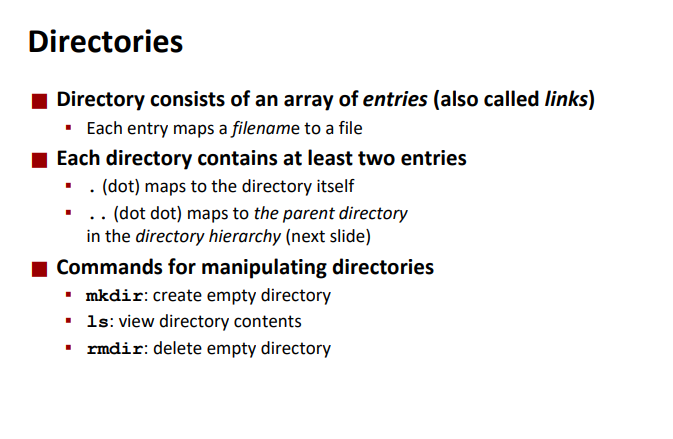 Directories
Directory consists of an array of entries (also called links)
Each entry maps a filename to a file
Each directory contains at least two entries
. (dot) maps to the directory itself
.. (dot dot) maps to the parent directory
in the directory hierarchy (next slide)
Commands for manipulating directories
mkdir: create empty directory
ls: view directory contents
rmdir: delete empty directory